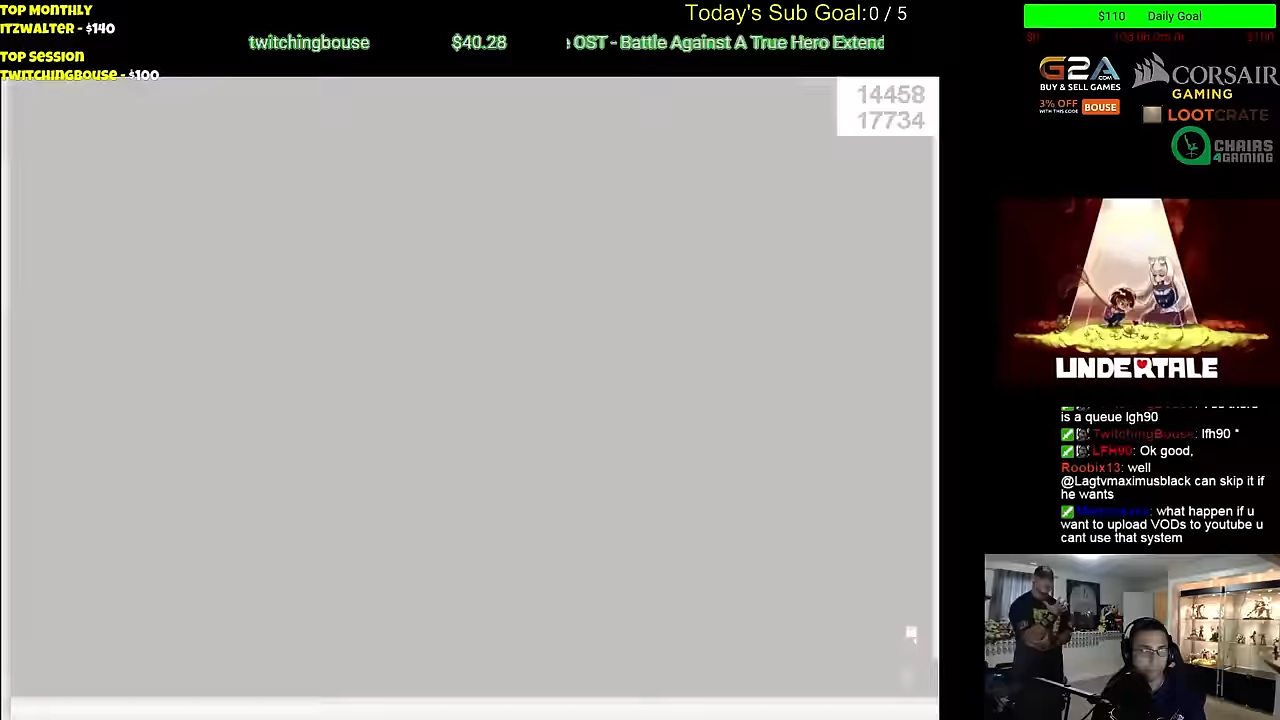 TOP MONTHLY
ITZWALTER - $140
TOP SESSION
TWITCHINGBOUSE - $100
twitchingbouse
$40.28
: OST - Battle Against A True Hero Extend
Today's Sub Goal: 0 / 5
$110 Daily Goal
$0
$110
G2A.COM
BUY & SELL GAMES
3% OFF
WITH THIS CODE
BOUSE
CORSAIR
GAMING
LOOTCRATE
CHAIRS
4GAMING
14458
17734
UNDERTALE
is a queue lgh90
TwitchingBouse: lfh90 *
LFH90: Ok good,
Roobix13: well
@Lagtvmaximusblack can skip it if
he wants
what happen if u
want to upload VODs to youtube u
cant use that system